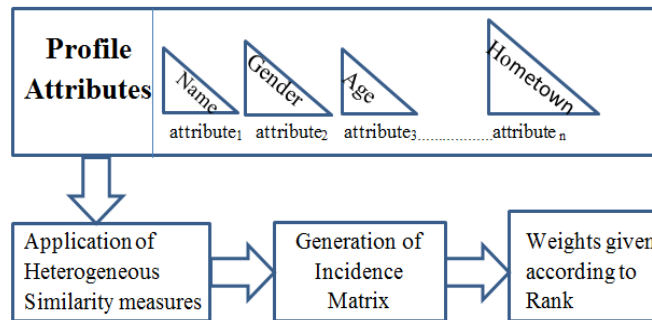 Profile
Attributes
Name
Gender
Age
Hometown
attribute1 attribute2 attribute3.....................attribute n
Application of
Heterogeneous
Similarity measures
Generation of
Incidence
Matrix
Weights given
according to
Rank